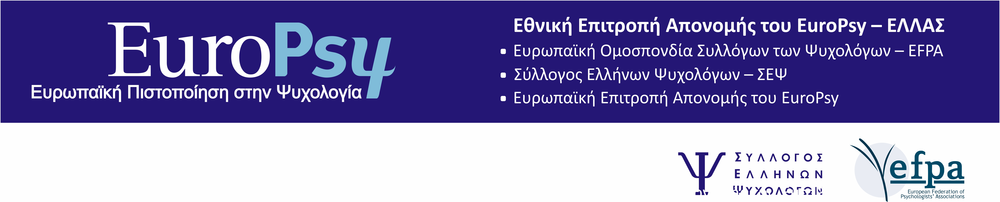 EuroPsy
Ευρωπαϊκή Πιστοποίηση στην Ψυχολογία
Εθνική Επιτροπή Απονομής του EuroPsy – ΕΛΛΑΣ
▪ Ευρωπαϊκή Ομοσπονδία Συλλόγων των Ψυχολόγων – EFPA
▪ Σύλλογος Ελλήνων Ψυχολόγων – ΣΕΨ
▪ Ευρωπαϊκή Επιτροπή Απονομής του EuroPsy
ΣΥΛΛΟΓΟΣ
ΕΛΛΗΝΩΝ
ΨΥΧΟΛΟΓΩΝ
efpa
European Federation of
Psychologists' Associations